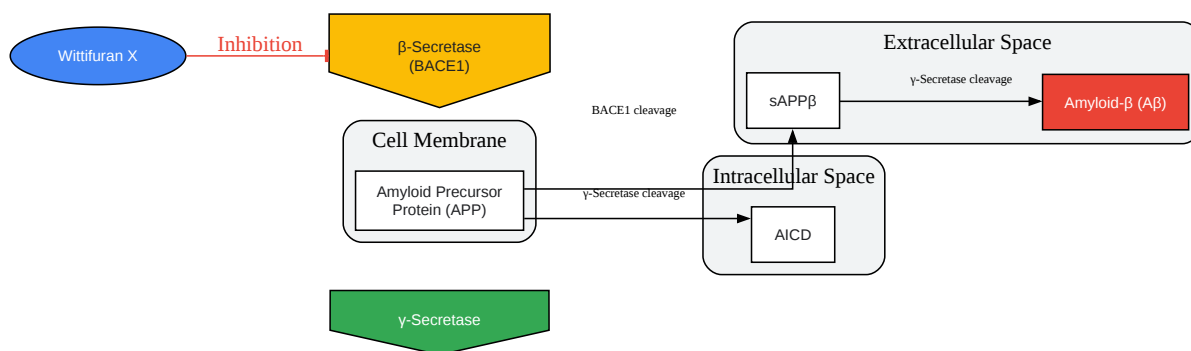 Wittifuran X
Inhibition
β-Secretase
(BACE1)
Extracellular Space
γ-Secretase cleavage
sAPPβ
Amyloid-β (Aβ)
BACE1 cleavage
Cell Membrane
Amyloid Precursor
Protein (APP)
γ-Secretase cleavage
Intracellular Space
AICD
γ-Secretase